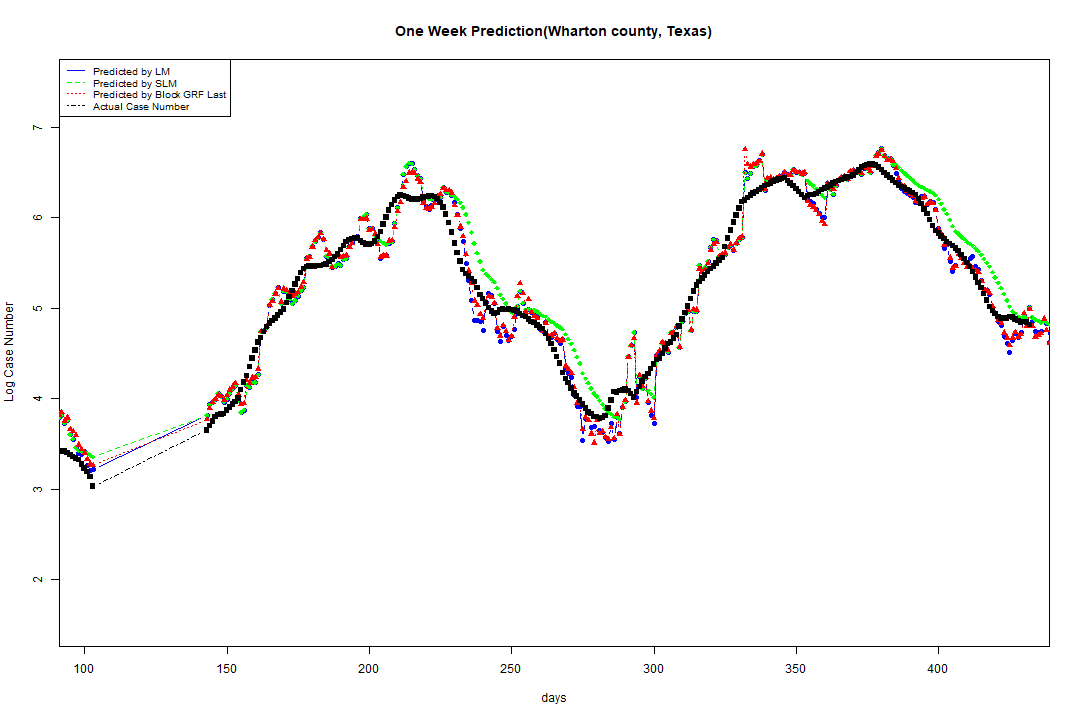 One Week Prediction(Wharton county, Texas)
Predicted by LM
Predicted by SLM
Predicted by Block GRF Last
Actual Case Number
7
6
5
4
3
2
Log Case Number
100 150 200 250 300 350 400
days